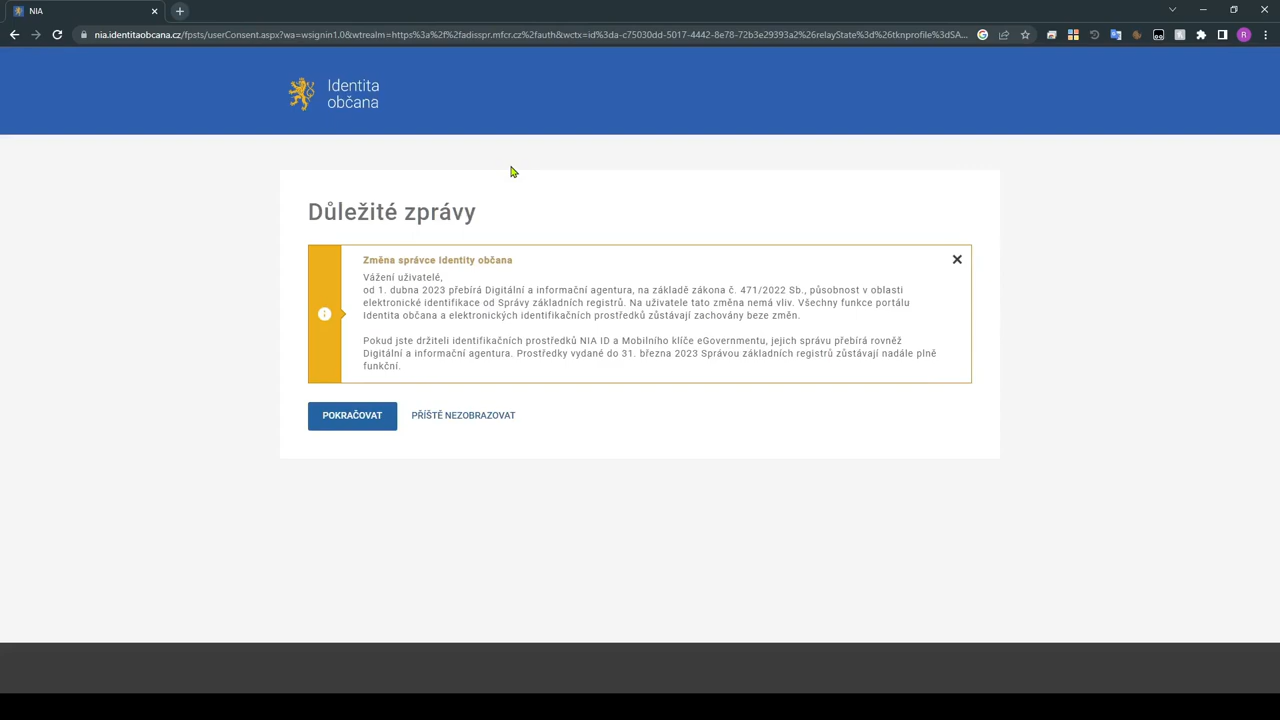 NIA
nia.identitaobcana.cz/fpsts/userConsent.aspx?wa=wsignin1.0&wtrealm=https%3a%2f%2fadisspr.mfcr.cz%2fauth&wctx=id%3da-c75030dd-5017-4442-8e78-72b3e29393a2%26relayState%3d%26tknprofile%3dSA...
R
Identita
občana
Důležité zprávy
Změna správce Identity občana
Vážení uživatelé,
od 1. dubna 2023 přebírá Digitální a informační agentura, na základě zákona č. 471/2022 Sb., působnost v oblasti
elektronické identifikace od Správy základních registrů. Na uživatele tato změna nemá vliv. Všechny funkce portálu
Identita občana a elektronických identifikačních prostředků zůstávají zachovány beze změn.
Pokud jste držiteli identifikačních prostředků NIA ID a Mobilního klíče eGovernmentu, jejich správu přebírá rovněž
Digitální a informační agentura. Prostředky vydané do 31. března 2023 Správou základních registrů zůstávají nadále plně
funkční.
POKRAČOVAT PŘÍŠTĚ NEZOBRAZOVAT